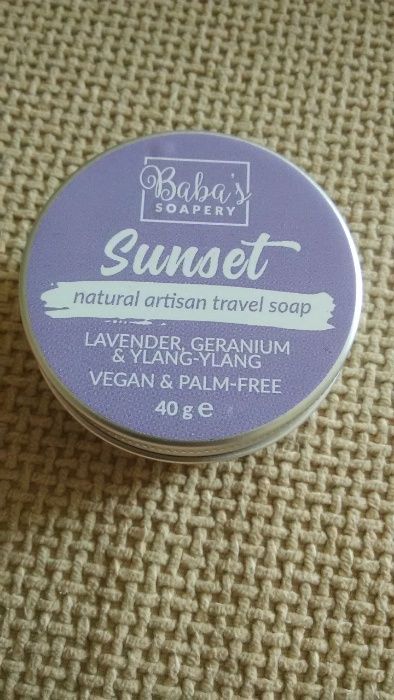 Baba's
SOAPERY
Sunset
natural artisan travel soap
LAVENDER, GERANIUM
& YLANG-YLANG
VEGAN & PALM-FREE
40 g e